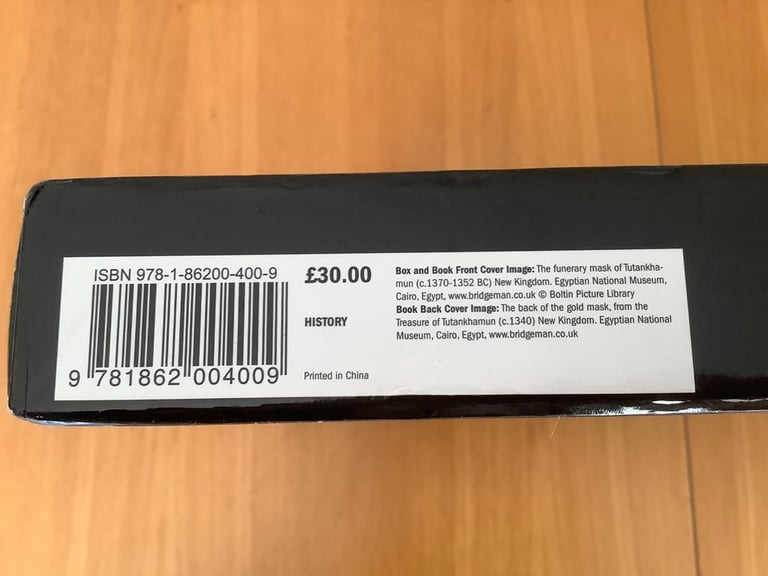 ISBN 978-1-86200-400-9
9 781862 004009
£30.00
HISTORY
Printed in China
Box and Book Front Cover Image: The funerary mask of Tutankha-
mun (c.1370-1352 BC) New Kingdom. Egyptian National Museum,
Cairo, Egypt, www.bridgeman.co.uk © Boltin Picture Library
Book Back Cover Image: The back of the gold mask, from the
Treasure of Tutankhamun (c.1340) New Kingdom. Egyptian National
Museum, Cairo, Egypt, www.bridgeman.co.uk